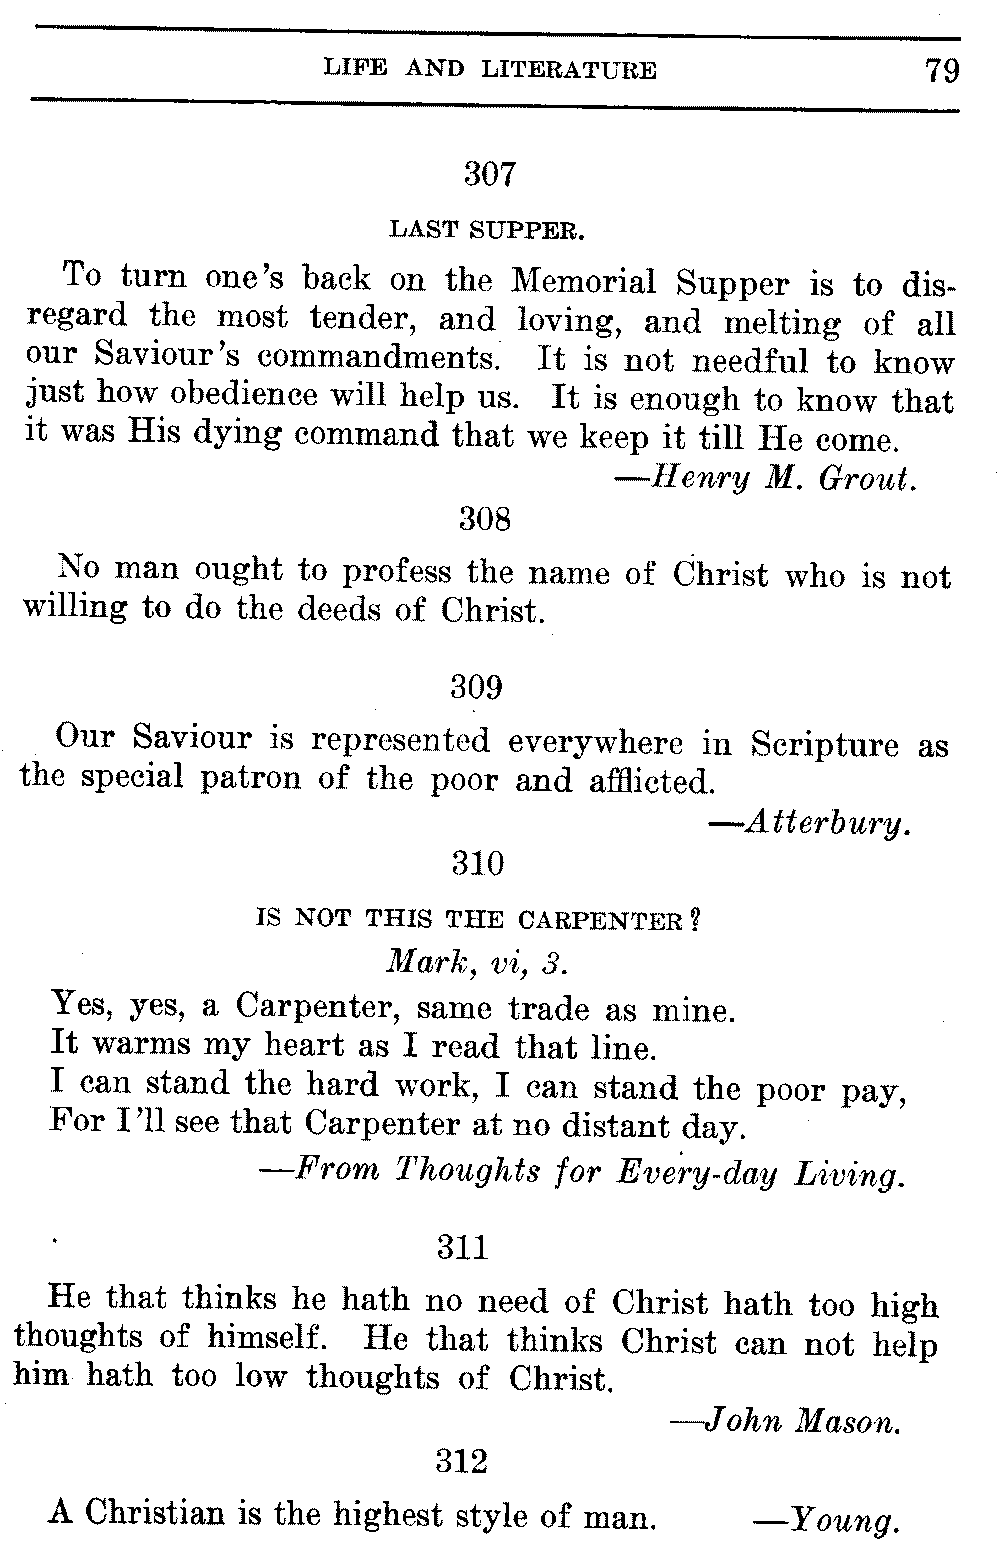 LIFE AND LITERATURE 79
307
LAST SUPPER.
To turn one's back on the Memorial Supper is to dis-
regard the most tender, and loving, and melting of all
our Saviour's commandments. It is not needful to know
just how obedience will help us. It is enough to know that
it was His dying command that we keep it till He come.
—Henry M. Grout.
308
No man ought to profess the name of Christ who is not
willing to do the deeds of Christ.
309
Our Saviour is represented everywhere in Scripture as
the special patron of the poor and afflicted.
—Atterbury.
310
IS NOT THIS THE CARPENTER?
Mark, vi, 3.
Yes, yes, a Carpenter, same trade as mine.
It warms my heart as I read that line.
I can stand the hard work, I can stand the poor pay,
For I'll see that Carpenter at no distant day.
—From Thoughts for Every-day Living.
311
He that thinks he hath no need of Christ hath too high
thoughts of himself. He that thinks Christ can not help
him hath too low thoughts of Christ.
—John Mason.
312
A Christian is the highest style of man. —Young.